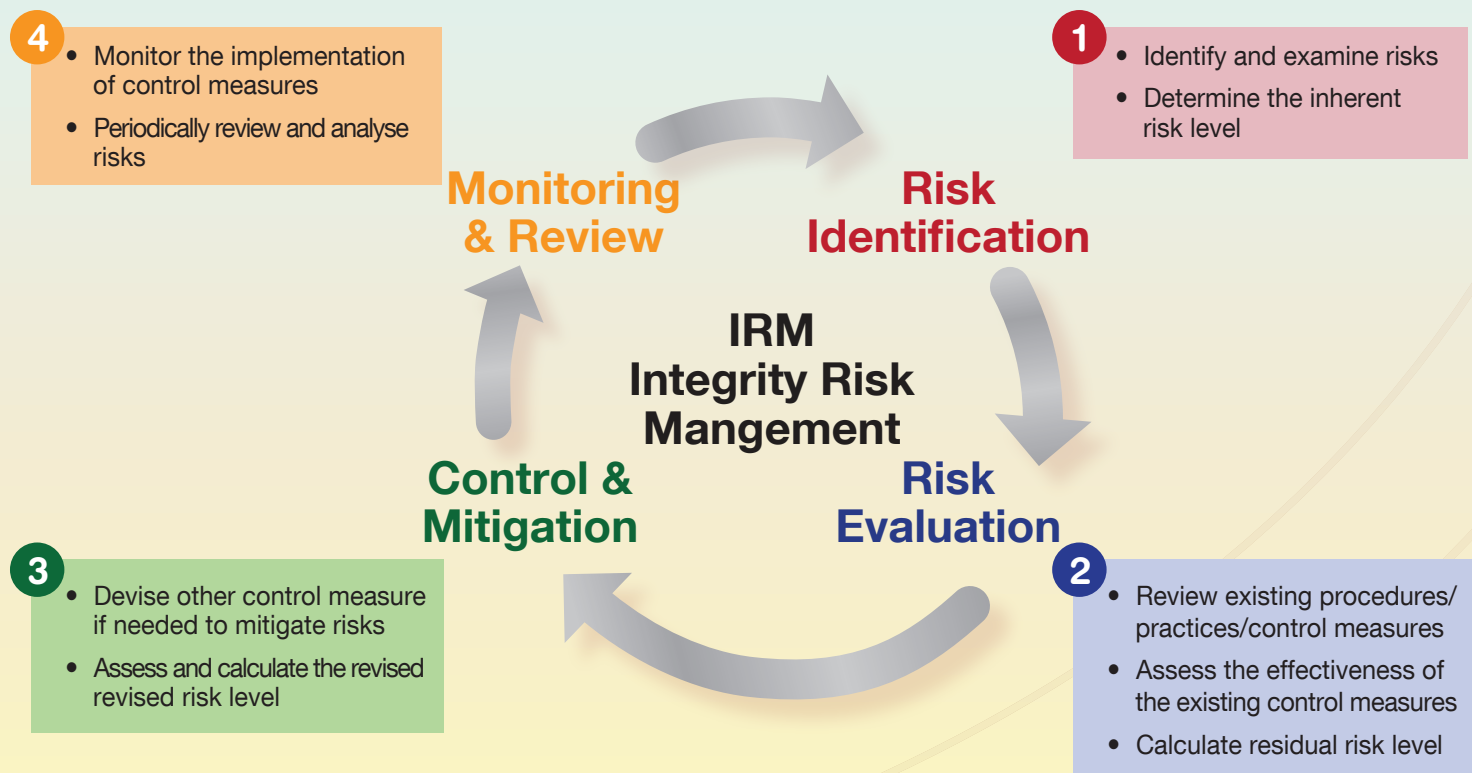 4
• Monitor the implementation
of control measures
• Periodically review and analyse
risks
1
• Identify and examine risks
• Determine the inherent
risk level
Monitoring
& Review
Risk
Identification
IRM
Integrity Risk
Mangement
Control &
Mitigation
Risk
Evaluation
3
• Devise other control measure
if needed to mitigate risks
• Assess and calculate the revised
revised risk level
2
• Review existing procedures/
practices/control measures
• Assess the effectiveness of
the existing control measures
• Calculate residual risk level